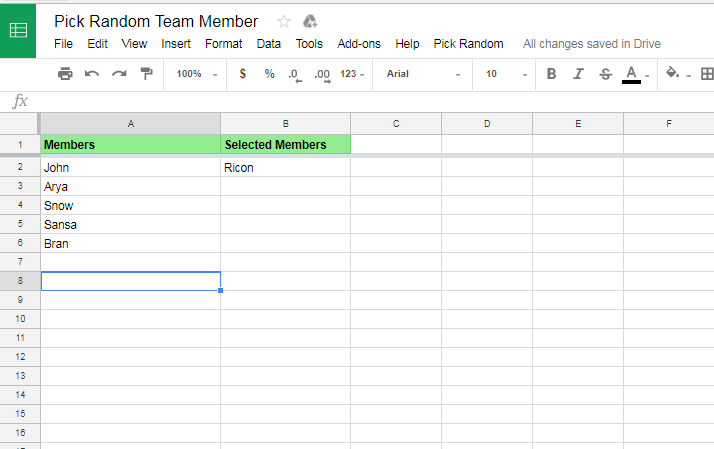 Pick Random Team Member
File Edit View Insert Format Data Tools Add-ons Help Pick Random All changes saved in Drive
100% $ % .0 .00 123 Arial 10 B I S A
fx
A B C D E F
1 Members Selected Members
2 John Ricon
3 Arya
4 Snow
5 Sansa
6 Bran
7
8
9
10
11
12
13
14
15
16